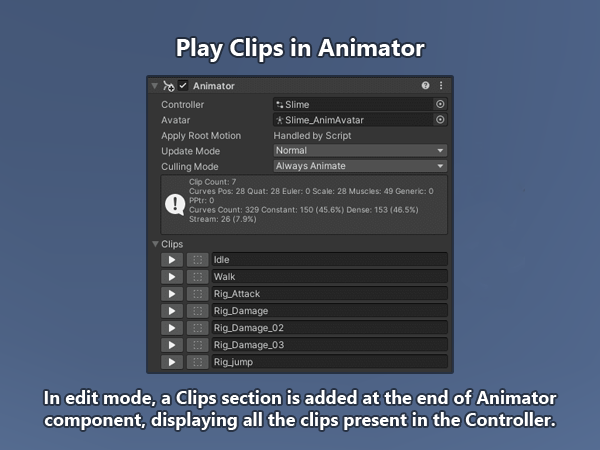 Play Clips in Animator
Animator
Controller Slime
Avatar Slime_AnimAvatar
Apply Root Motion Handled by Script
Update Mode Normal
Culling Mode Always Animate
Clip Count: 7
Curves Pos: 28 Quat: 28 Euler: 0 Scale: 28 Muscles: 49 Generic: 0
PPtr: 0
Curves Count: 329 Constant: 150 (45.6%) Dense: 153 (46.5%)
Stream: 26 (7.9%)
Clips
Idle
Walk
Rig_Attack
Rig_Damage
Rig_Damage_02
Rig_Damage_03
Rig_jump
In edit mode, a Clips section is added at the end of Animator
component, displaying all the clips present in the Controller.